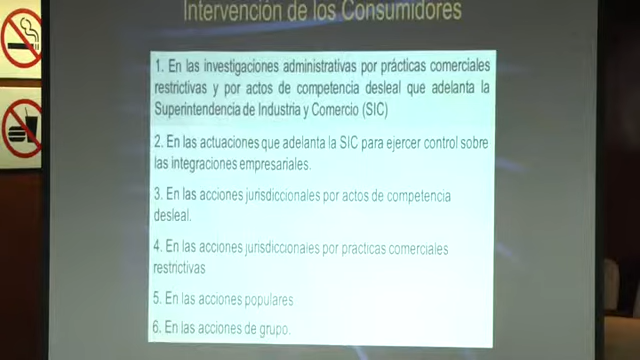 Intervención de los Consumidores
1. En las investigaciones administrativas por prácticas comerciales
restrictivas y por actos de competencia desleal que adelanta la
Superintendencia de Industria y Comercio (SIC)
2. En las actuaciones que adelanta la SIC para ejercer control sobre
las integraciones empresariales.
3. En las acciones jurisdiccionales por actos de competencia
desleal.
4. En las acciones jurisdiccionales por practicas comerciales
restrictivas
5. En las acciones populares
6. En las acciones de grupo.